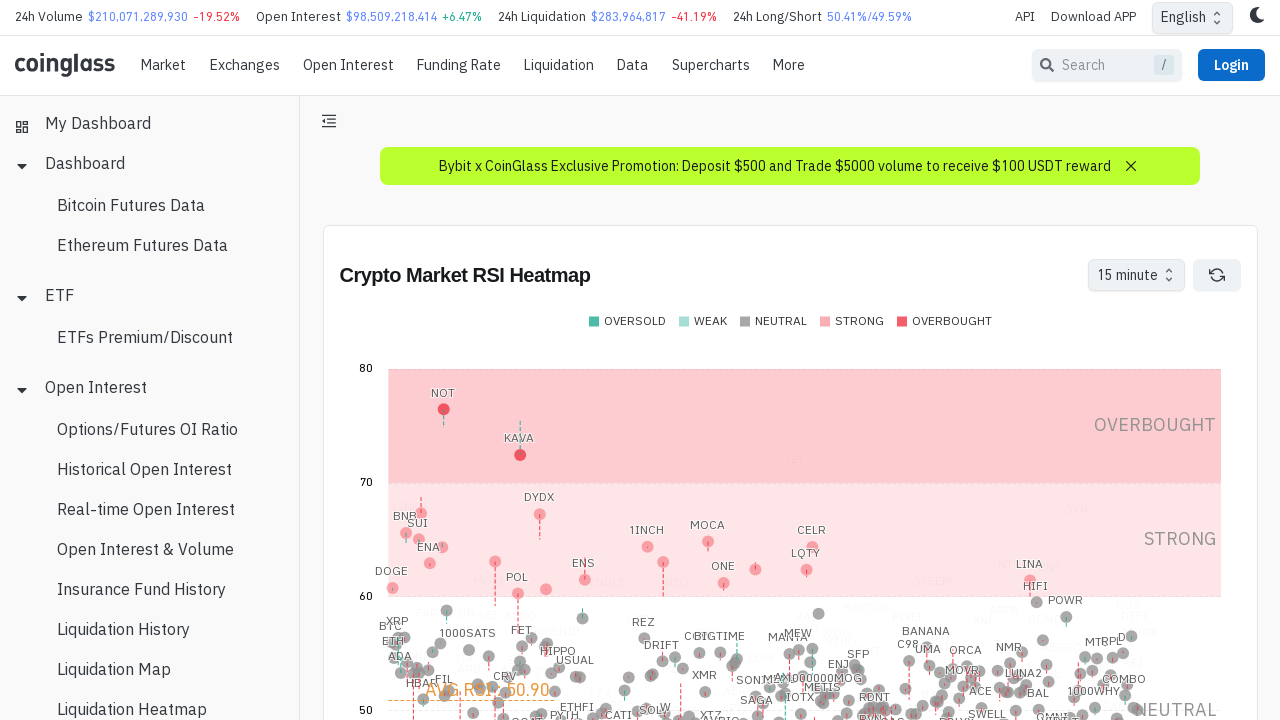 24h Volume $210,071,289,930 -19.52% Open Interest $98,509,218,414 +6.47% 24h Liquidation $283,964,817 -41.19% 24h Long/Short 50.41%/49.59% API Download APP English
coinglass Market Exchanges Open Interest Funding Rate Liquidation Data Supercharts More Search / Login
My Dashboard
Dashboard
Bitcoin Futures Data
Ethereum Futures Data
ETF
ETFs Premium/Discount
Open Interest
Options/Futures OI Ratio
Historical Open Interest
Real-time Open Interest
Open Interest & Volume
Insurance Fund History
Liquidation History
Liquidation Map
Liquidation Heatmap
Bybit x CoinGlass Exclusive Promotion: Deposit $500 and Trade $5000 volume to receive $100 USDT reward
Crypto Market RSI Heatmap
15 minute
OVERSOLD WEAK NEUTRAL STRONG OVERBOUGHT
80
NOT
OVERBOUGHT
KAVA
70
DYDX
BNB
SUI
1INCH
MOCA
CELR
STRONG
ENA
LQTY
DOGE
POL
ENS
ONE
LINA
HIFI
60
POWR
XRP
REZ
1000SATS
FET
BIGTIME
MEW
BANANA
ETH
DRIFT
MANTA
C98
UMA
ORCA
NMR
ADA
HIPPO
SFP
USUAL
ENJ
CRV
XMR
MOVR
LUNA2
HBAR
FIL
1000000MOG
COMBO
AVG RSI: 50.90
METIS
ACE
BAL
1000WHY
SAGA
IOTX
RDNT
ETHFI
50
CATI
XTZ
SWELL
NEUTRAL